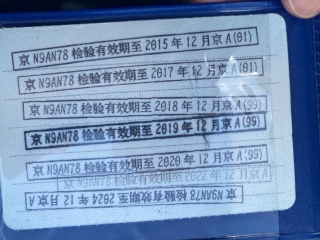 京 N9AN78 检验有效期至 2015 年 12 月京 A(01)
京 N9AN78 检验有效期至 2017 年 12 月京 A(01)
京 N9AN78 检验有效期至 2018 年 12 月京 A(99)
京 N9AN78 检验有效期至 2019 年 12 月京 A(99)
京 N9AN78 检验有效期至 2020 年 12 月京 A(99)
京 N9AN78 检验有效期至 2022 年 12 月京 A
京 N9AN78 检验有效期至 2024 年 12 月京 A